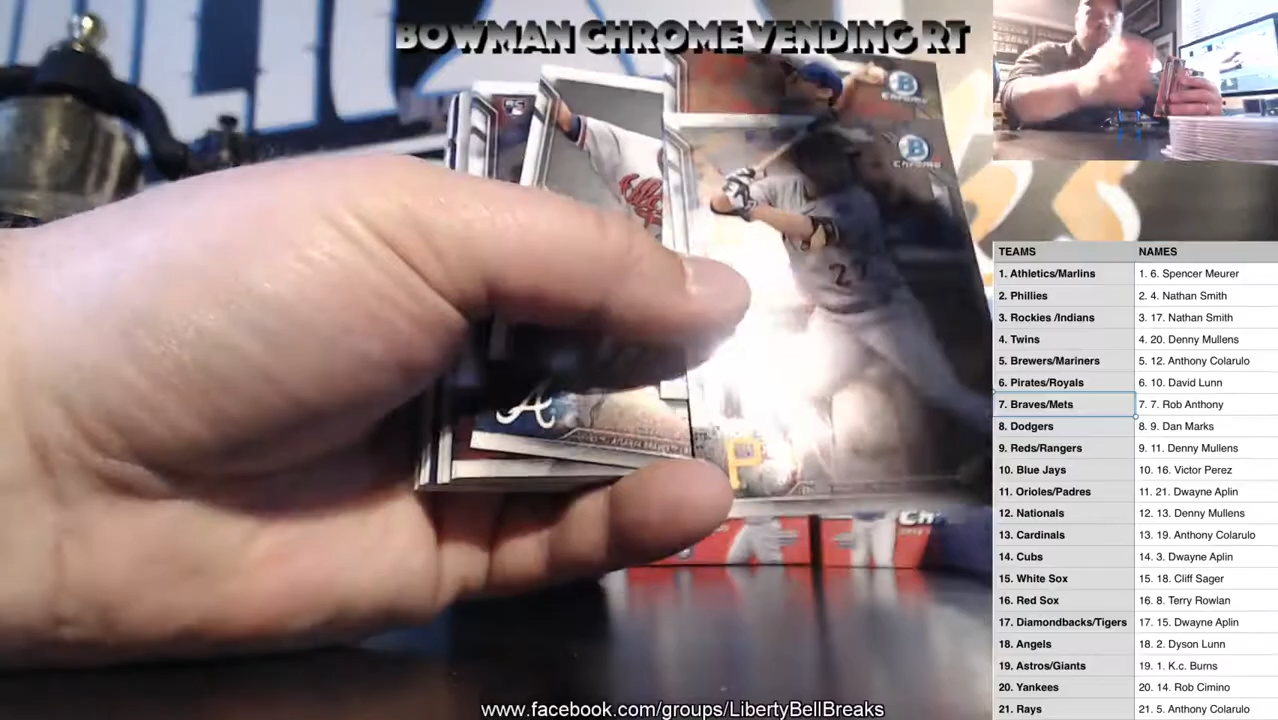 BOWMAN CHROME VENDING RT
RC
B
Chrome
B
Chrome
27
A
P
Ch
TEAMS NAMES
1. Athletics/Marlins 1. 6. Spencer Meurer
2. Phillies 2. 4. Nathan Smith
3. Rockies /Indians 3. 17. Nathan Smith
4. Twins 4. 20. Denny Mullens
5. Brewers/Mariners 5. 12. Anthony Colarulo
6. Pirates/Royals 6. 10. David Lunn
7. Braves/Mets 7. 7. Rob Anthony
8. Dodgers 8. 9. Dan Marks
9. Reds/Rangers 9. 11. Denny Mullens
10. Blue Jays 10. 16. Victor Perez
11. Orioles/Padres 11. 21. Dwayne Aplin
12. Nationals 12. 13. Denny Mullens
13. Cardinals 13. 19. Anthony Colarulo
14. Cubs 14. 3. Dwayne Aplin
15. White Sox 15. 18. Cliff Sager
16. Red Sox 16. 8. Terry Rowlan
17. Diamondbacks/Tigers 17. 15. Dwayne Aplin
18. Angels 18. 2. Dyson Lunn
19. Astros/Giants 19. 1. K.c. Burns
20. Yankees 20. 14. Rob Cimino
21. Rays 21. 5. Anthony Colarulo
www.facebook.com/groups/LibertyBellBreaks